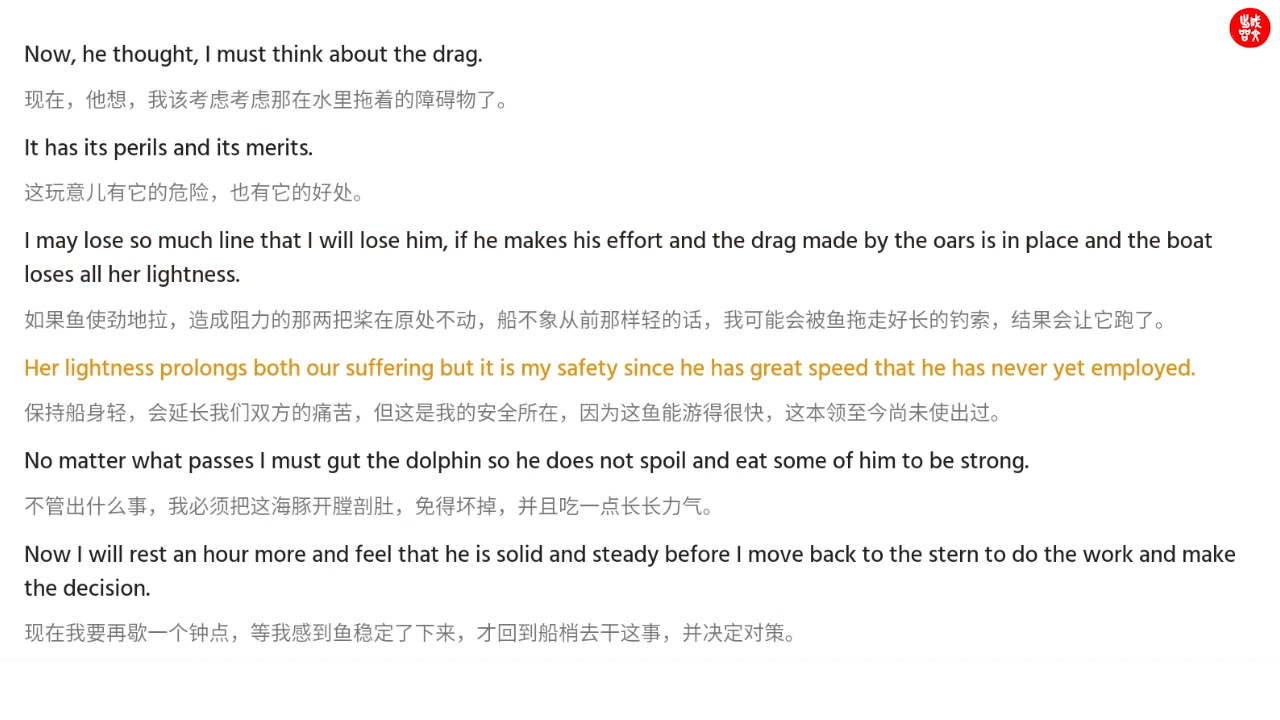 Now, he thought, I must think about the drag.
现在，他想，我该考虑考虑那在水里拖着的障碍物了。
It has its perils and its merits.
这玩意儿有它的危险，也有它的好处。
I may lose so much line that I will lose him, if he makes his effort and the drag made by the oars is in place and the boat
loses all her lightness.
如果鱼使劲地拉，造成阻力的那两把桨在原处不动，船不象从前那样轻的话，我可能会被鱼拖走好长的钓索，结果会让它跑了。
Her lightness prolongs both our suffering but it is my safety since he has great speed that he has never yet employed.
保持船身轻，会延长我们双方的痛苦，但这是我的安全所在，因为这鱼能游得很快，这本领至今尚未使出过。
No matter what passes I must gut the dolphin so he does not spoil and eat some of him to be strong.
不管出什么事，我必须把这海豚开膛剖肚，免得坏掉，并且吃一点长长力气。
Now I will rest an hour more and feel that he is solid and steady before I move back to the stern to do the work and make
the decision.
现在我要再歇一个钟点，等我感到鱼稳定了下来，才回到船梢去干这事，并决定对策。